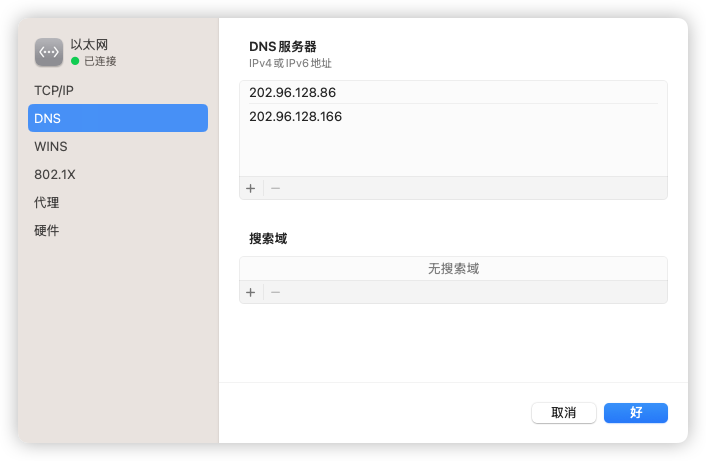 以太网
已连接
TCP/IP
DNS
WINS
802.1X
代理
硬件
DNS 服务器
IPv4 或 IPv6 地址
202.96.128.86
202.96.128.166
+ −
搜索域
无搜索域
+ −
取消
好